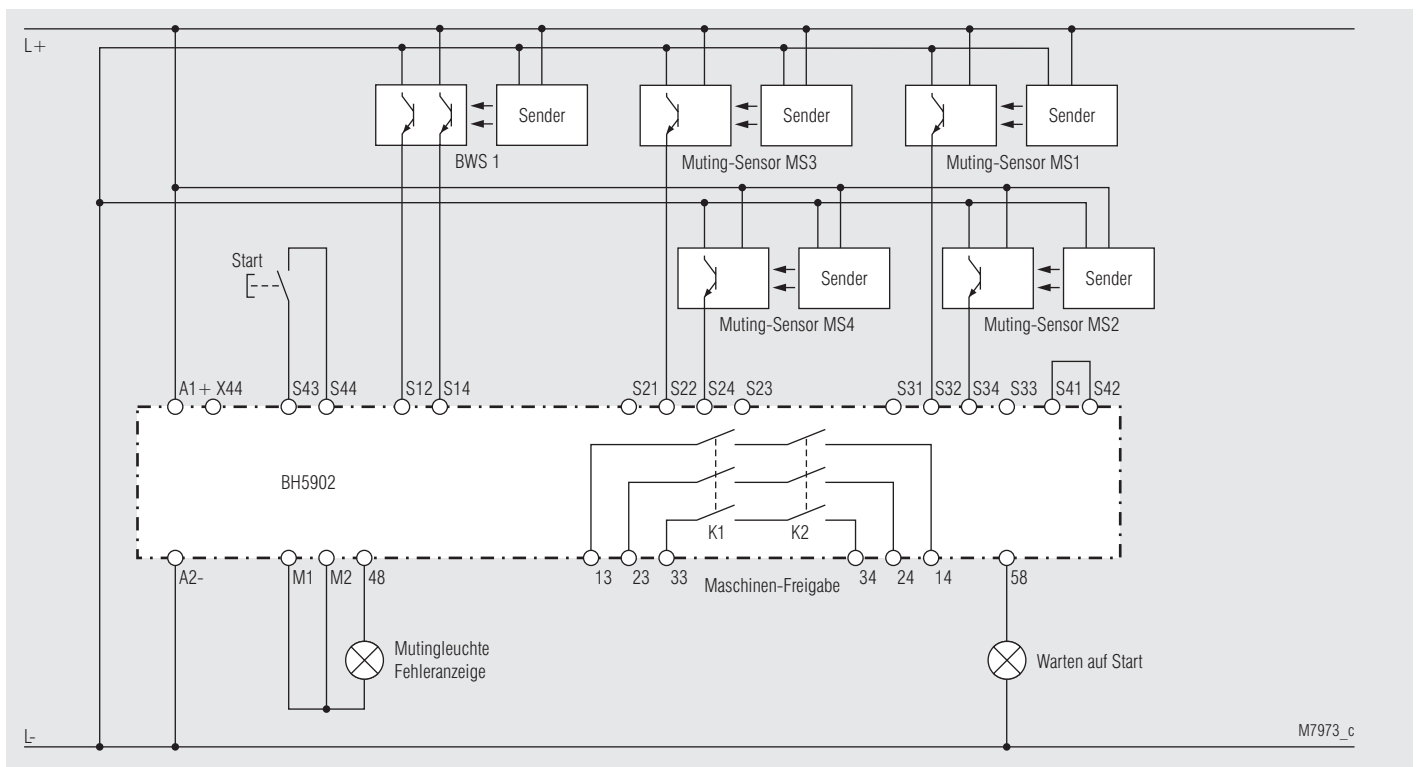 L+
Sender
Sender
Sender
BWS 1
Muting-Sensor MS3
Muting-Sensor MS1
Start
Sender
Sender
Muting-Sensor MS4
Muting-Sensor MS2
A1+ X44 S43 S44 S12 S14 S21 S22 S24 S23 S31 S32 S34 S33 S41 S42
BH5902
K1 K2
A2- M1 M2 48 13 23 33 Maschinen-Freigabe 34 24 14 58
Mutingleuchte
Fehleranzeige
Warten auf Start
L-
M7973_c